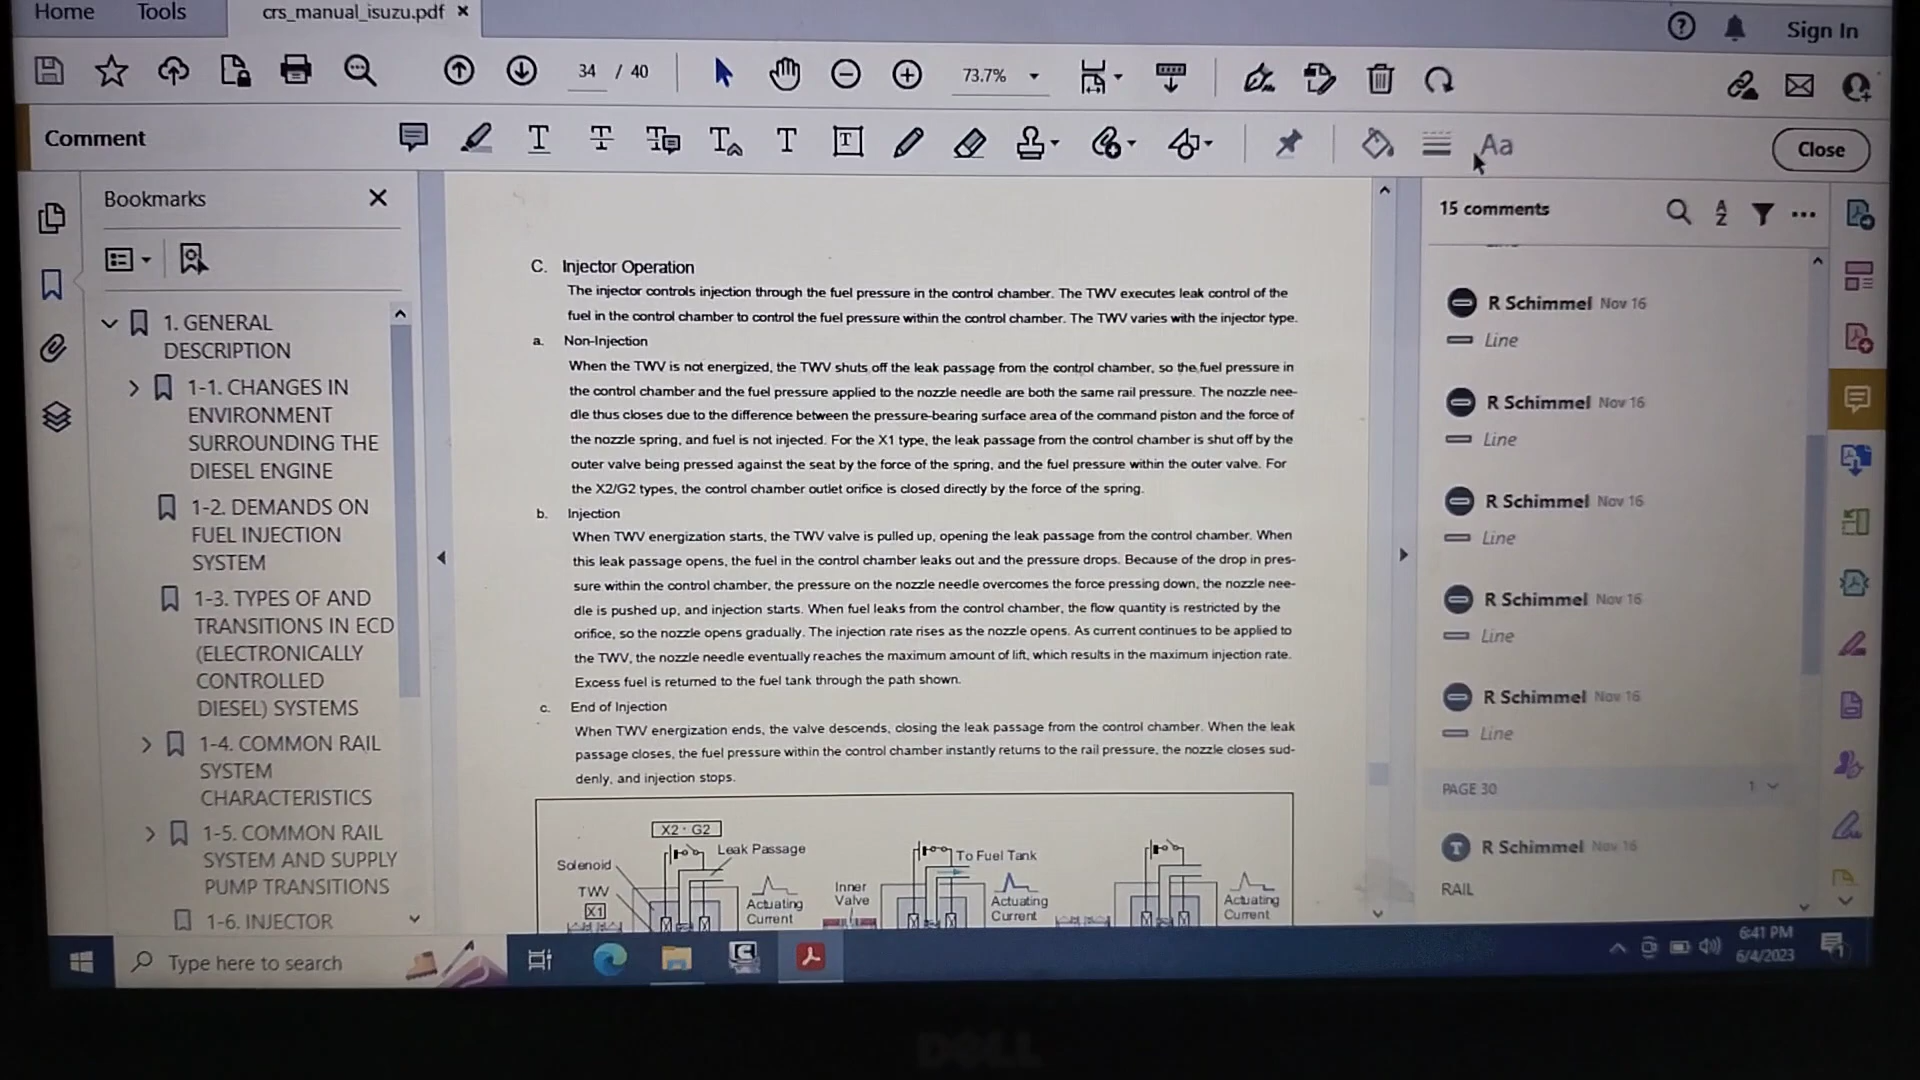 Home
Tools
crs_manual_isuzu.pdf
Sign In
34 / 40
73.7%
Comment
Aa
Close
Bookmarks
1. GENERAL
DESCRIPTION
1-1. CHANGES IN
ENVIRONMENT
SURROUNDING THE
DIESEL ENGINE
1-2. DEMANDS ON
FUEL INJECTION
SYSTEM
1-3. TYPES OF AND
TRANSITIONS IN ECD
(ELECTRONICALLY
CONTROLLED
DIESEL) SYSTEMS
1-4. COMMON RAIL
SYSTEM
CHARACTERISTICS
1-5. COMMON RAIL
SYSTEM AND SUPPLY
PUMP TRANSITIONS
1-6. INJECTOR
C. Injector Operation
The injector controls injection through the fuel pressure in the control chamber. The TWV executes leak control of the
fuel in the control chamber to control the fuel pressure within the control chamber. The TWV varies with the injector type.
a. Non-Injection
When the TWV is not energized, the TWV shuts off the leak passage from the control chamber, so the fuel pressure in
the control chamber and the fuel pressure applied to the nozzle needle are both the same rail pressure. The nozzle nee-
dle thus closes due to the difference between the pressure-bearing surface area of the command piston and the force of
the nozzle spring, and fuel is not injected. For the X1 type, the leak passage from the control chamber is shut off by the
outer valve being pressed against the seat by the force of the spring, and the fuel pressure within the outer valve. For
the X2/G2 types, the control chamber outlet orifice is closed directly by the force of the spring.
b. Injection
When TWV energization starts, the TWV valve is pulled up, opening the leak passage from the control chamber. When
this leak passage opens, the fuel in the control chamber leaks out and the pressure drops. Because of the drop in pres-
sure within the control chamber, the pressure on the nozzle needle overcomes the force pressing down, the nozzle nee-
dle is pushed up, and injection starts. When fuel leaks from the control chamber, the flow quantity is restricted by the
orifice, so the nozzle opens gradually. The injection rate rises as the nozzle opens. As current continues to be applied to
the TWV, the nozzle needle eventually reaches the maximum amount of lift, which results in the maximum injection rate.
Excess fuel is returned to the fuel tank through the path shown.
c. End of Injection
When TWV energization ends, the valve descends, closing the leak passage from the control chamber. When the leak
passage closes, the fuel pressure within the control chamber instantly returns to the rail pressure, the nozzle closes sud-
denly, and injection stops.
X2 · G2
Solenoid
Leak Passage
TWV
X1
Actuating
Current
Inner
Valve
To Fuel Tank
Actuating
Current
Actuating
Current
15 comments
R Schimmel Nov 16
Line
R Schimmel Nov 16
Line
R Schimmel Nov 16
Line
R Schimmel Nov 16
Line
R Schimmel Nov 16
Line
PAGE 30 1
R Schimmel Nov 16
RAIL
Type here to search
6:41 PM
6/4/2023
DELL